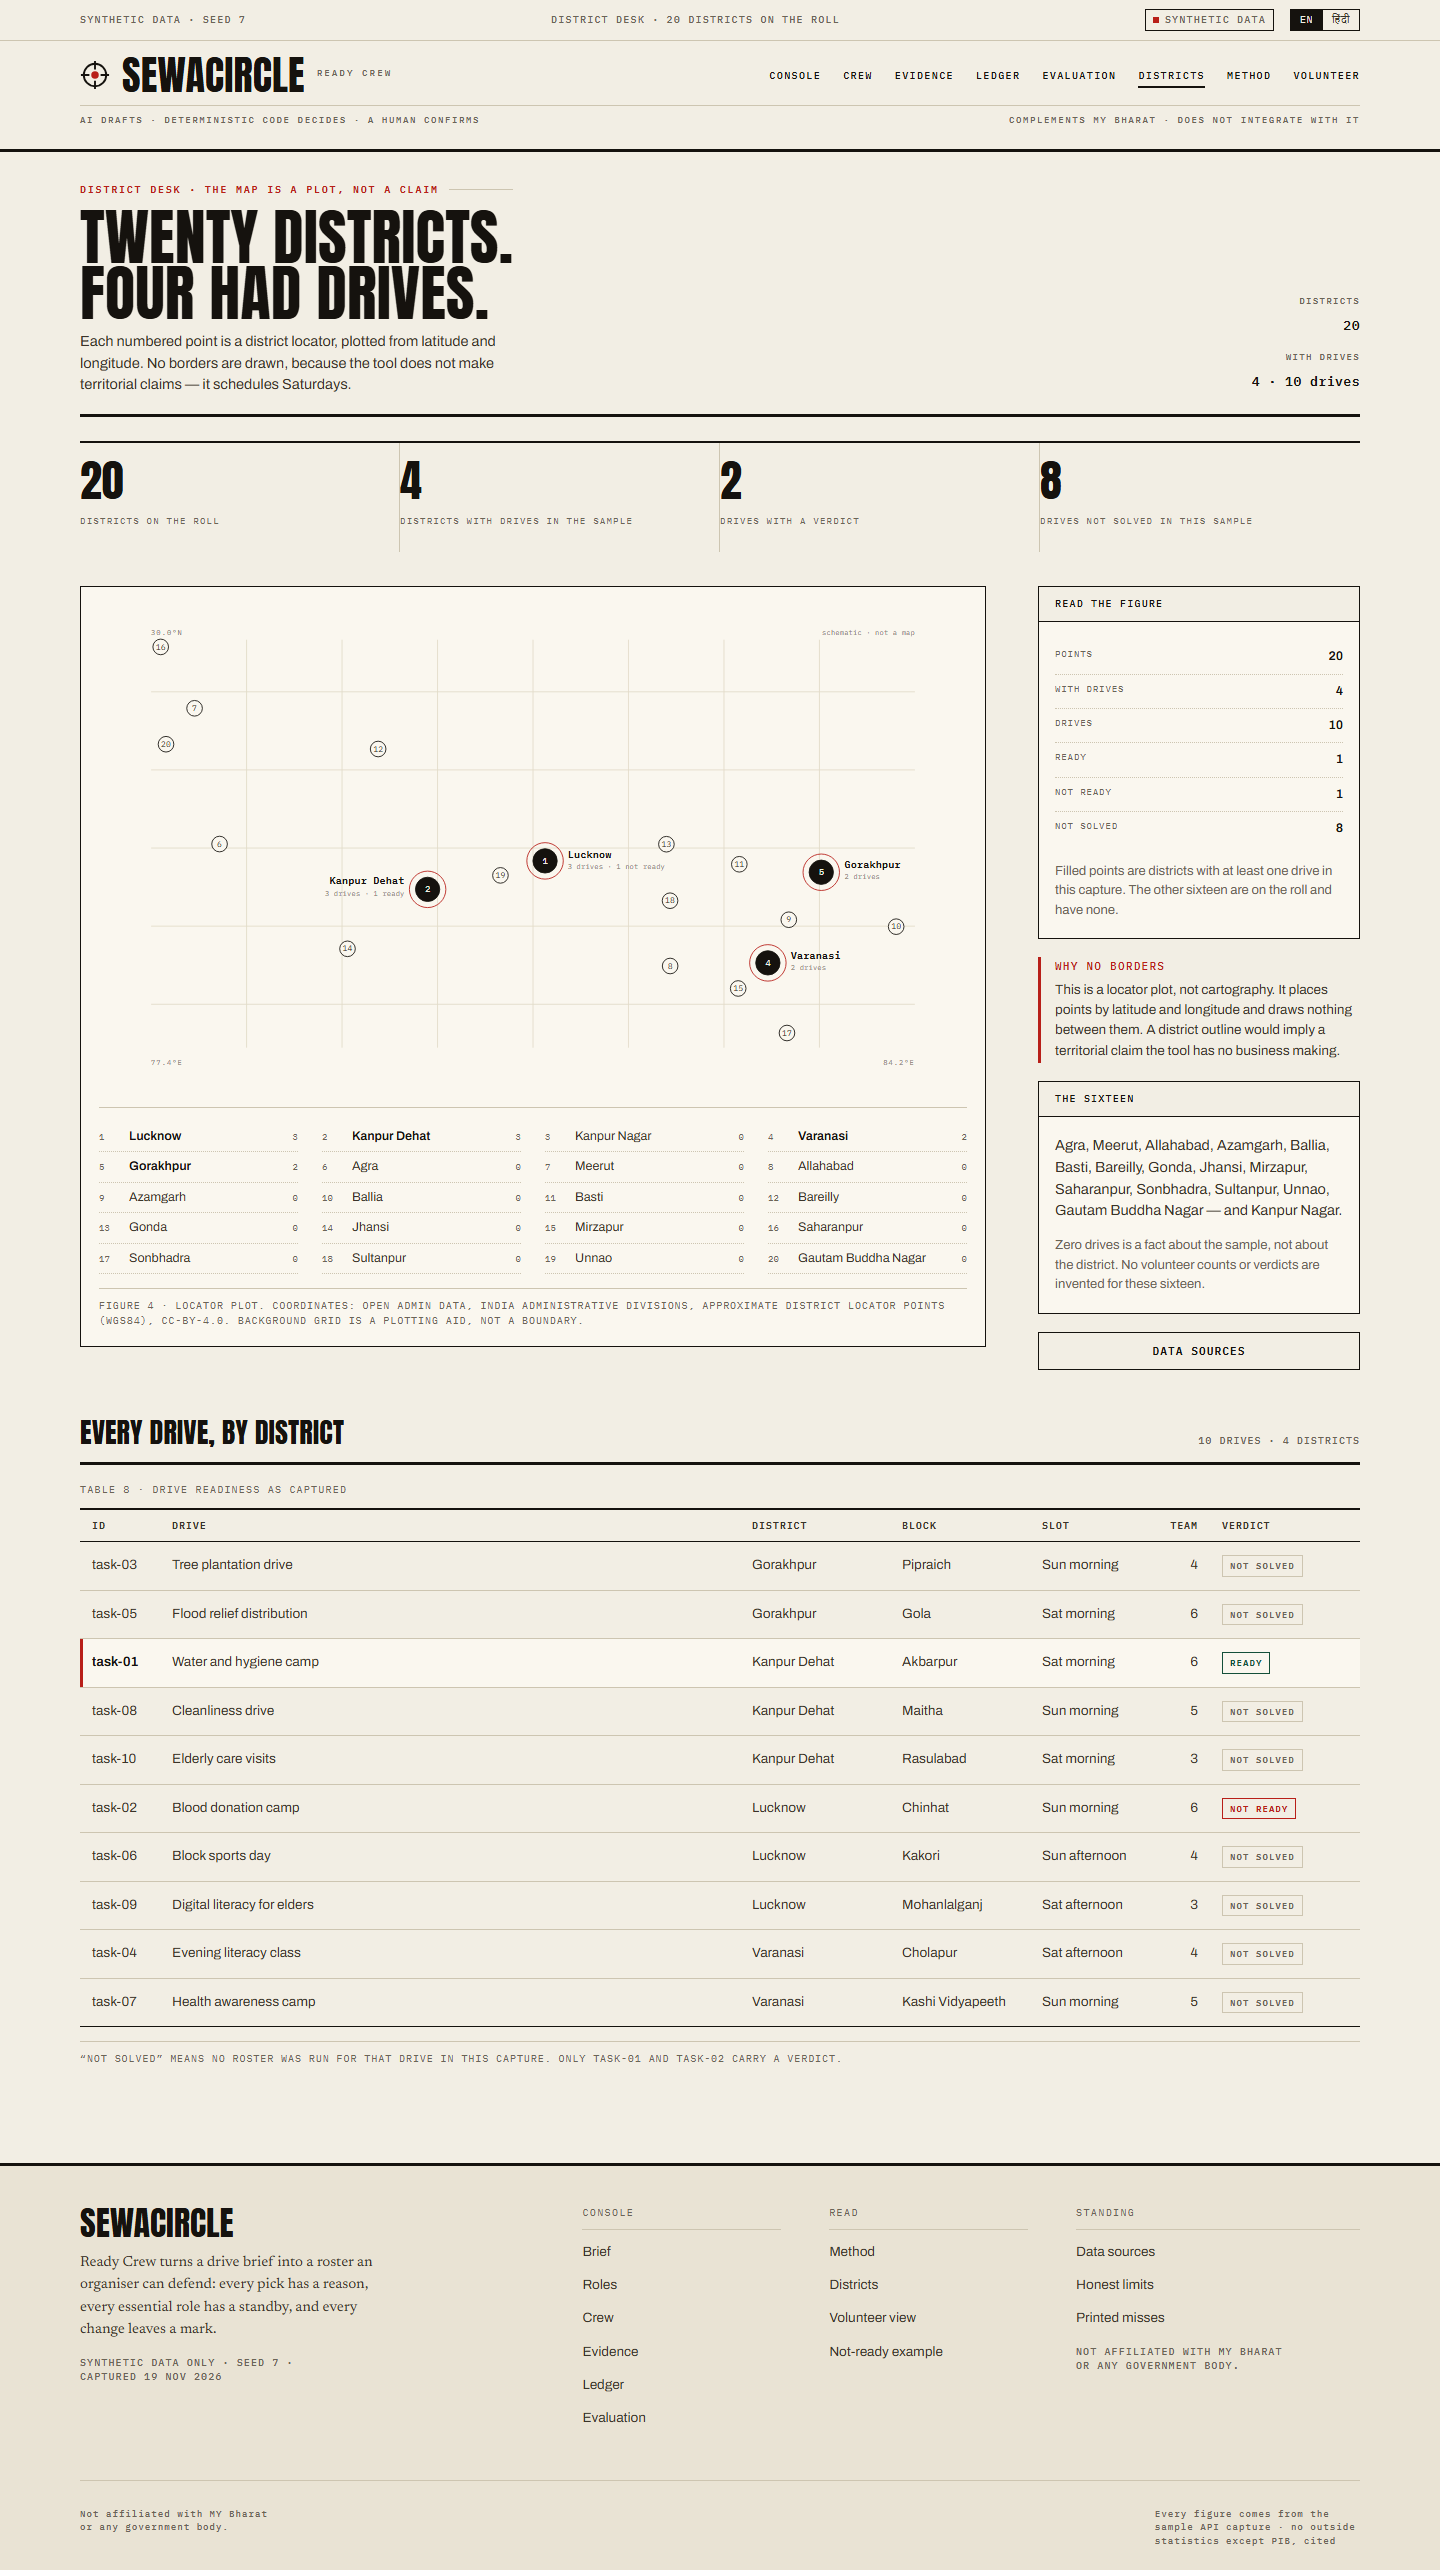 SYNTHETIC DATA · SEED 7
DISTRICT DESK · 20 DISTRICTS ON THE ROLL
SYNTHETIC DATA
EN
हिंदी
SEWACIRCLE
READY CREW
CONSOLE
CREW
EVIDENCE
LEDGER
EVALUATION
DISTRICTS
METHOD
VOLUNTEER
AI DRAFTS · DETERMINISTIC CODE DECIDES · A HUMAN CONFIRMS
COMPLEMENTS MY BHARAT · DOES NOT INTEGRATE WITH IT
DISTRICT DESK · THE MAP IS A PLOT, NOT A CLAIM
TWENTY DISTRICTS.
FOUR HAD DRIVES.
Each numbered point is a district locator, plotted from latitude and
longitude. No borders are drawn, because the tool does not make
territorial claims — it schedules Saturdays.
DISTRICTS
20
WITH DRIVES
4 · 10 drives
20
DISTRICTS ON THE ROLL
4
DISTRICTS WITH DRIVES IN THE SAMPLE
2
DRIVES WITH A VERDICT
8
DRIVES NOT SOLVED IN THIS SAMPLE
30.0°N
schematic · not a map
16
7
20
12
6
13
11
1
Lucknow
3 drives · 1 not ready
19
5
Gorakhpur
2 drives
Kanpur Dehat
3 drives · 1 ready
2
18
9
10
14
8
4
Varanasi
2 drives
15
17
77.4°E
84.2°E
1 Lucknow 3
2 Kanpur Dehat 3
3 Kanpur Nagar 0
4 Varanasi 2
5 Gorakhpur 2
6 Agra 0
7 Meerut 0
8 Allahabad 0
9 Azamgarh 0
10 Ballia 0
11 Basti 0
12 Bareilly 0
13 Gonda 0
14 Jhansi 0
15 Mirzapur 0
16 Saharanpur 0
17 Sonbhadra 0
18 Sultanpur 0
19 Unnao 0
20 Gautam Buddha Nagar 0
FIGURE 4 · LOCATOR PLOT. COORDINATES: OPEN ADMIN DATA, INDIA ADMINISTRATIVE DIVISIONS, APPROXIMATE DISTRICT LOCATOR POINTS
(WGS84), CC-BY-4.0. BACKGROUND GRID IS A PLOTTING AID, NOT A BOUNDARY.
READ THE FIGURE
POINTS 20
WITH DRIVES 4
DRIVES 10
READY 1
NOT READY 1
NOT SOLVED 8
Filled points are districts with at least one drive in
this capture. The other sixteen are on the roll and
have none.
WHY NO BORDERS
This is a locator plot, not cartography. It places
points by latitude and longitude and draws nothing
between them. A district outline would imply a
territorial claim the tool has no business making.
THE SIXTEEN
Agra, Meerut, Allahabad, Azamgarh, Ballia,
Basti, Bareilly, Gonda, Jhansi, Mirzapur,
Saharanpur, Sonbhadra, Sultanpur, Unnao,
Gautam Buddha Nagar — and Kanpur Nagar.
Zero drives is a fact about the sample, not about
the district. No volunteer counts or verdicts are
invented for these sixteen.
DATA SOURCES
EVERY DRIVE, BY DISTRICT
10 DRIVES · 4 DISTRICTS
TABLE 8 · DRIVE READINESS AS CAPTURED
ID DRIVE DISTRICT BLOCK SLOT TEAM VERDICT
task-03 Tree plantation drive Gorakhpur Pipraich Sun morning 4 NOT SOLVED
task-05 Flood relief distribution Gorakhpur Gola Sat morning 6 NOT SOLVED
task-01 Water and hygiene camp Kanpur Dehat Akbarpur Sat morning 6 READY
task-08 Cleanliness drive Kanpur Dehat Maitha Sun morning 5 NOT SOLVED
task-10 Elderly care visits Kanpur Dehat Rasulabad Sat morning 3 NOT SOLVED
task-02 Blood donation camp Lucknow Chinhat Sun morning 6 NOT READY
task-06 Block sports day Lucknow Kakori Sun afternoon 4 NOT SOLVED
task-09 Digital literacy for elders Lucknow Mohanlalganj Sat afternoon 3 NOT SOLVED
task-04 Evening literacy class Varanasi Cholapur Sat afternoon 4 NOT SOLVED
task-07 Health awareness camp Varanasi Kashi Vidyapeeth Sun morning 5 NOT SOLVED
“NOT SOLVED” MEANS NO ROSTER WAS RUN FOR THAT DRIVE IN THIS CAPTURE. ONLY TASK-01 AND TASK-02 CARRY A VERDICT.
SEWACIRCLE
Ready Crew turns a drive brief into a roster an
organiser can defend: every pick has a reason,
every essential role has a standby, and every
change leaves a mark.
SYNTHETIC DATA ONLY · SEED 7 ·
CAPTURED 19 NOV 2026
CONSOLE
Brief
Roles
Crew
Evidence
Ledger
Evaluation
READ
Method
Districts
Volunteer view
Not-ready example
STANDING
Data sources
Honest limits
Printed misses
NOT AFFILIATED WITH MY BHARAT
OR ANY GOVERNMENT BODY.
Not affiliated with MY Bharat
or any government body.
Every figure comes from the
sample API capture · no outside
statistics except PIB, cited